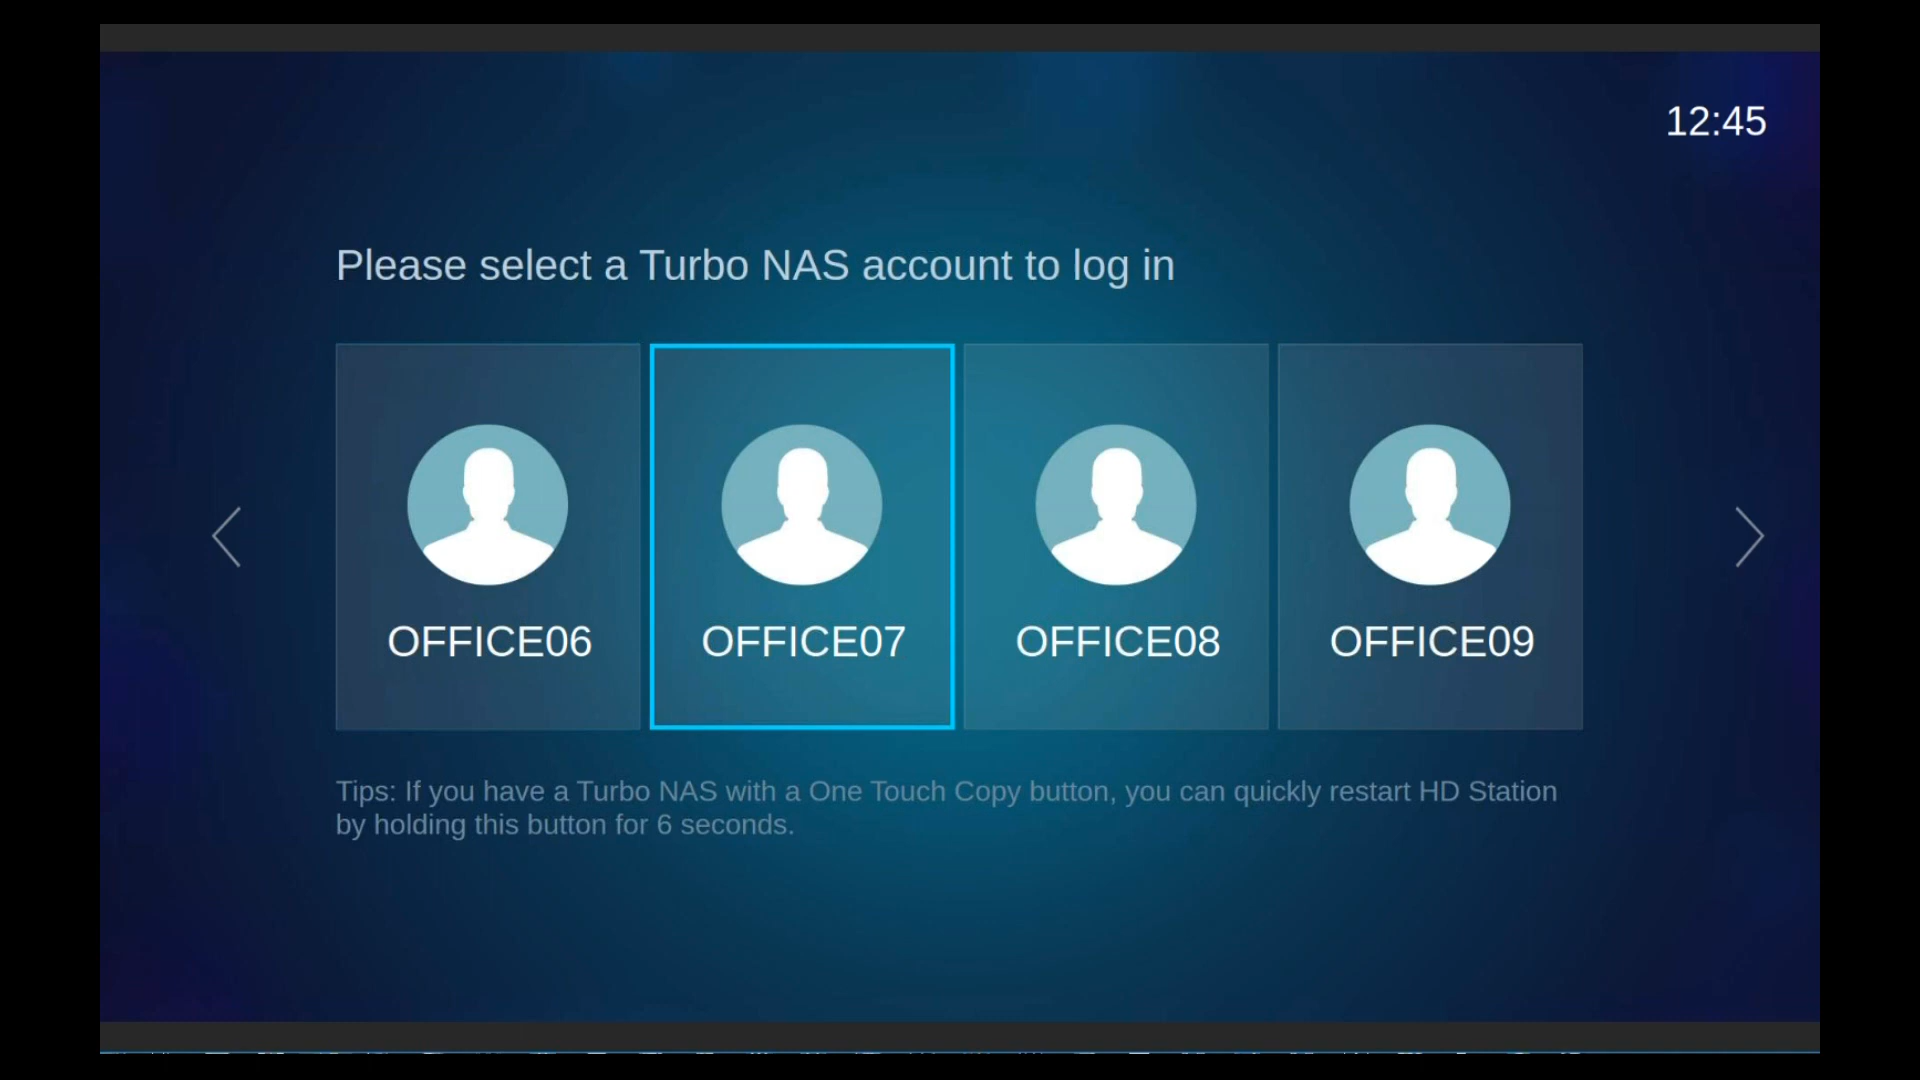 12:45
Please select a Turbo NAS account to log in
OFFICE06
OFFICE07
OFFICE08
OFFICE09
Tips: If you have a Turbo NAS with a One Touch Copy button, you can quickly restart HD Station
by holding this button for 6 seconds.